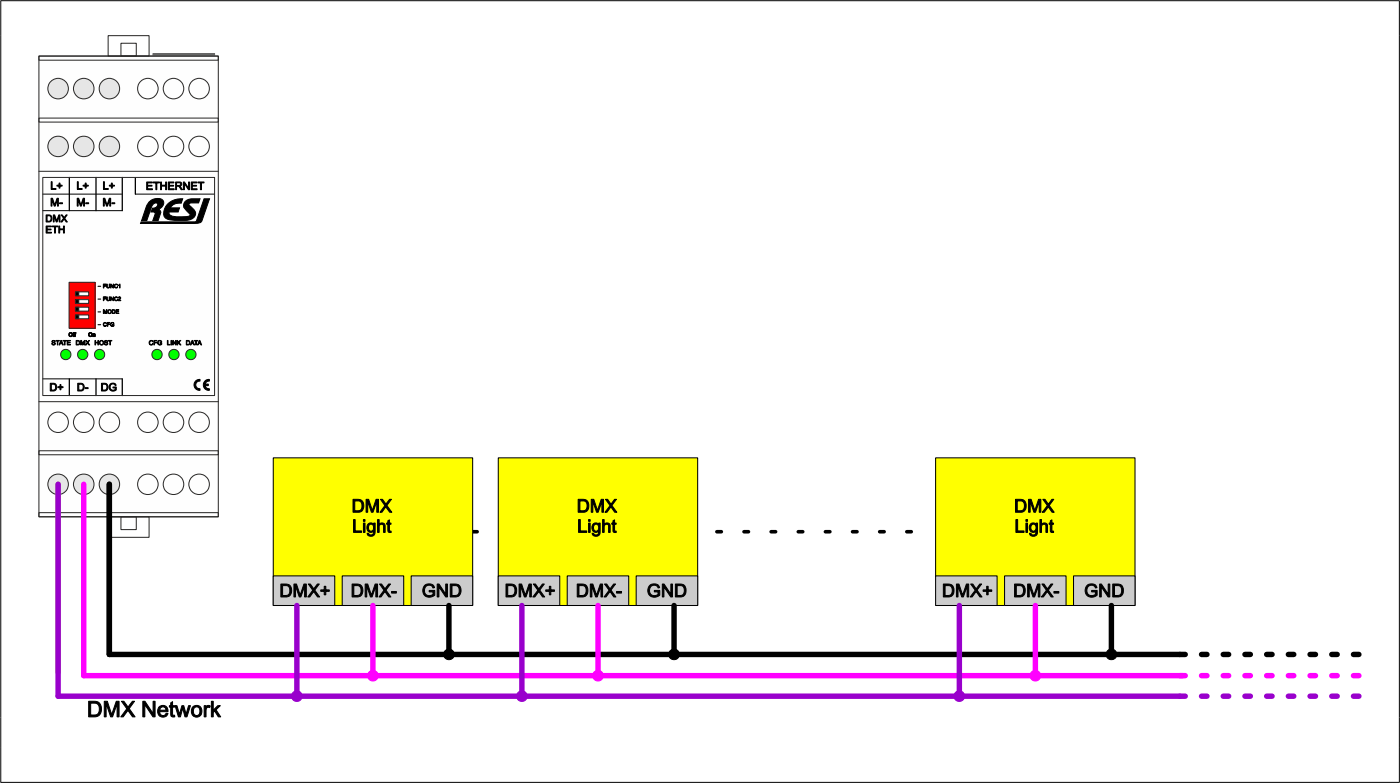 L+ L+ L+ ETHERNET
M- M- M-
RESI
DMX
ETH
FUNC1
FUNC2
MODE
CFG
Off On
STATE DMX HOST CFG LINK DATA
D+ D- DG CE
DMX
Light
DMX
Light
DMX
Light
DMX+ DMX- GND DMX+ DMX- GND DMX+ DMX- GND
DMX Network